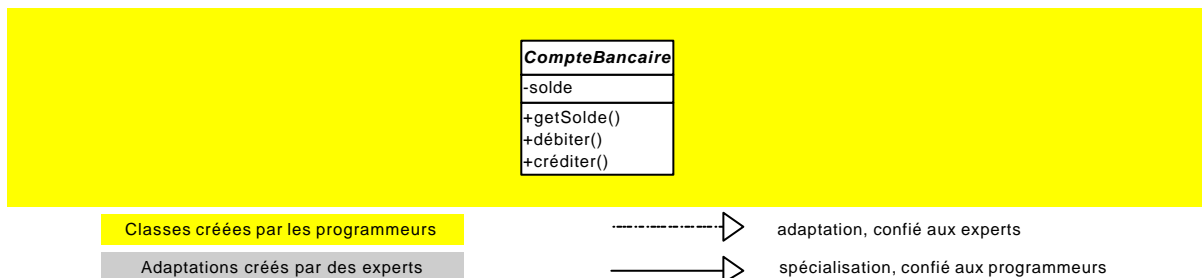 CompteBancaire
-solde
+getSolde()
+débiter()
+créditer()
Classes créées par les programmeurs
adaptation, confié aux experts
Adaptations créés par des experts
spécialisation, confié aux programmeurs